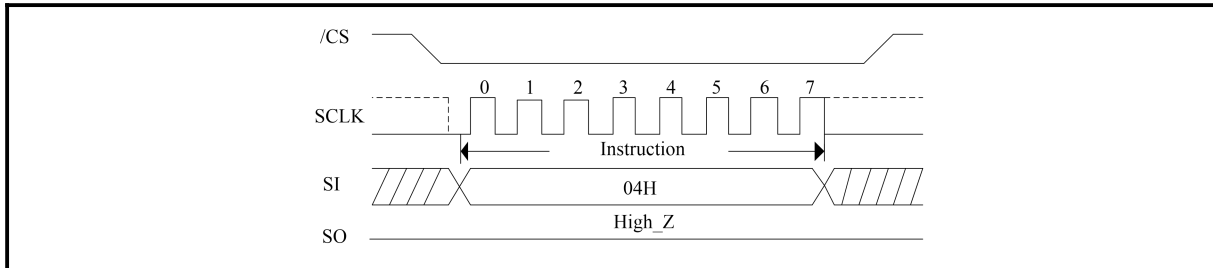 /CS
0 1 2 3 4 5 6 7
SCLK
Instruction
SI
04H
High_Z
SO